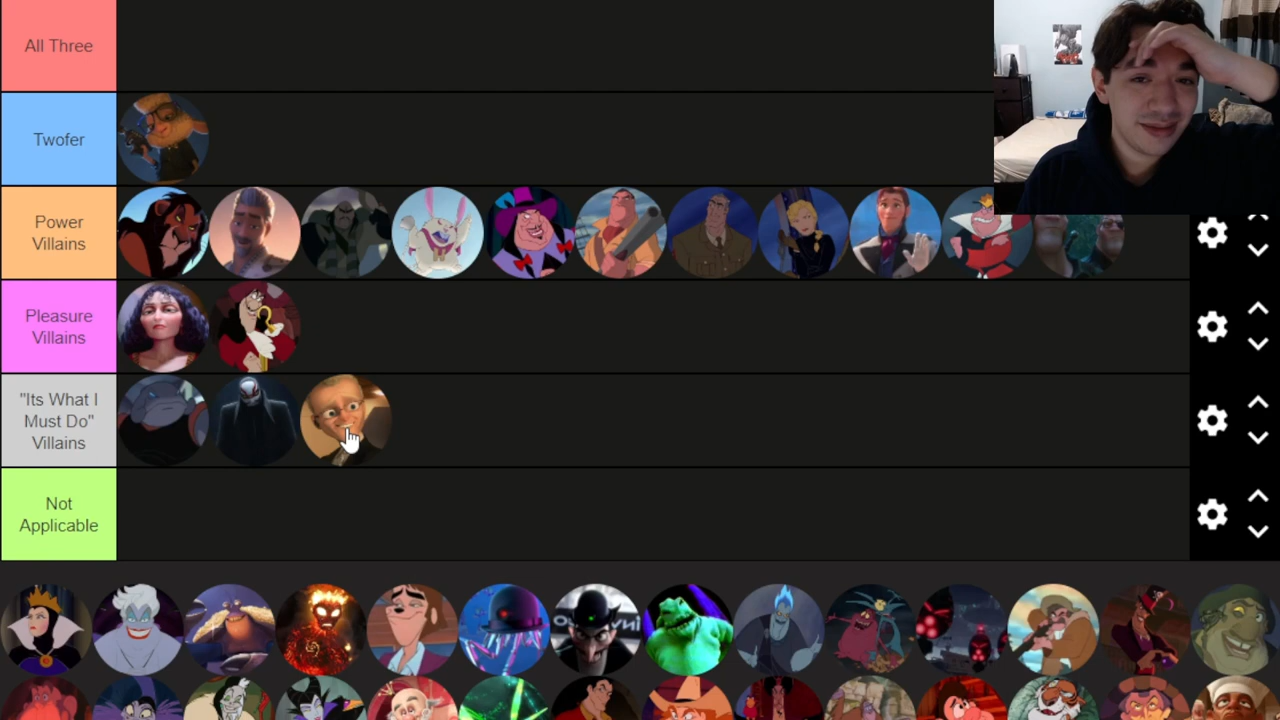 All Three
Twofer
Power
Villains
Pleasure
Villains
"Its What I
Must Do"
Villains
Not
Applicable